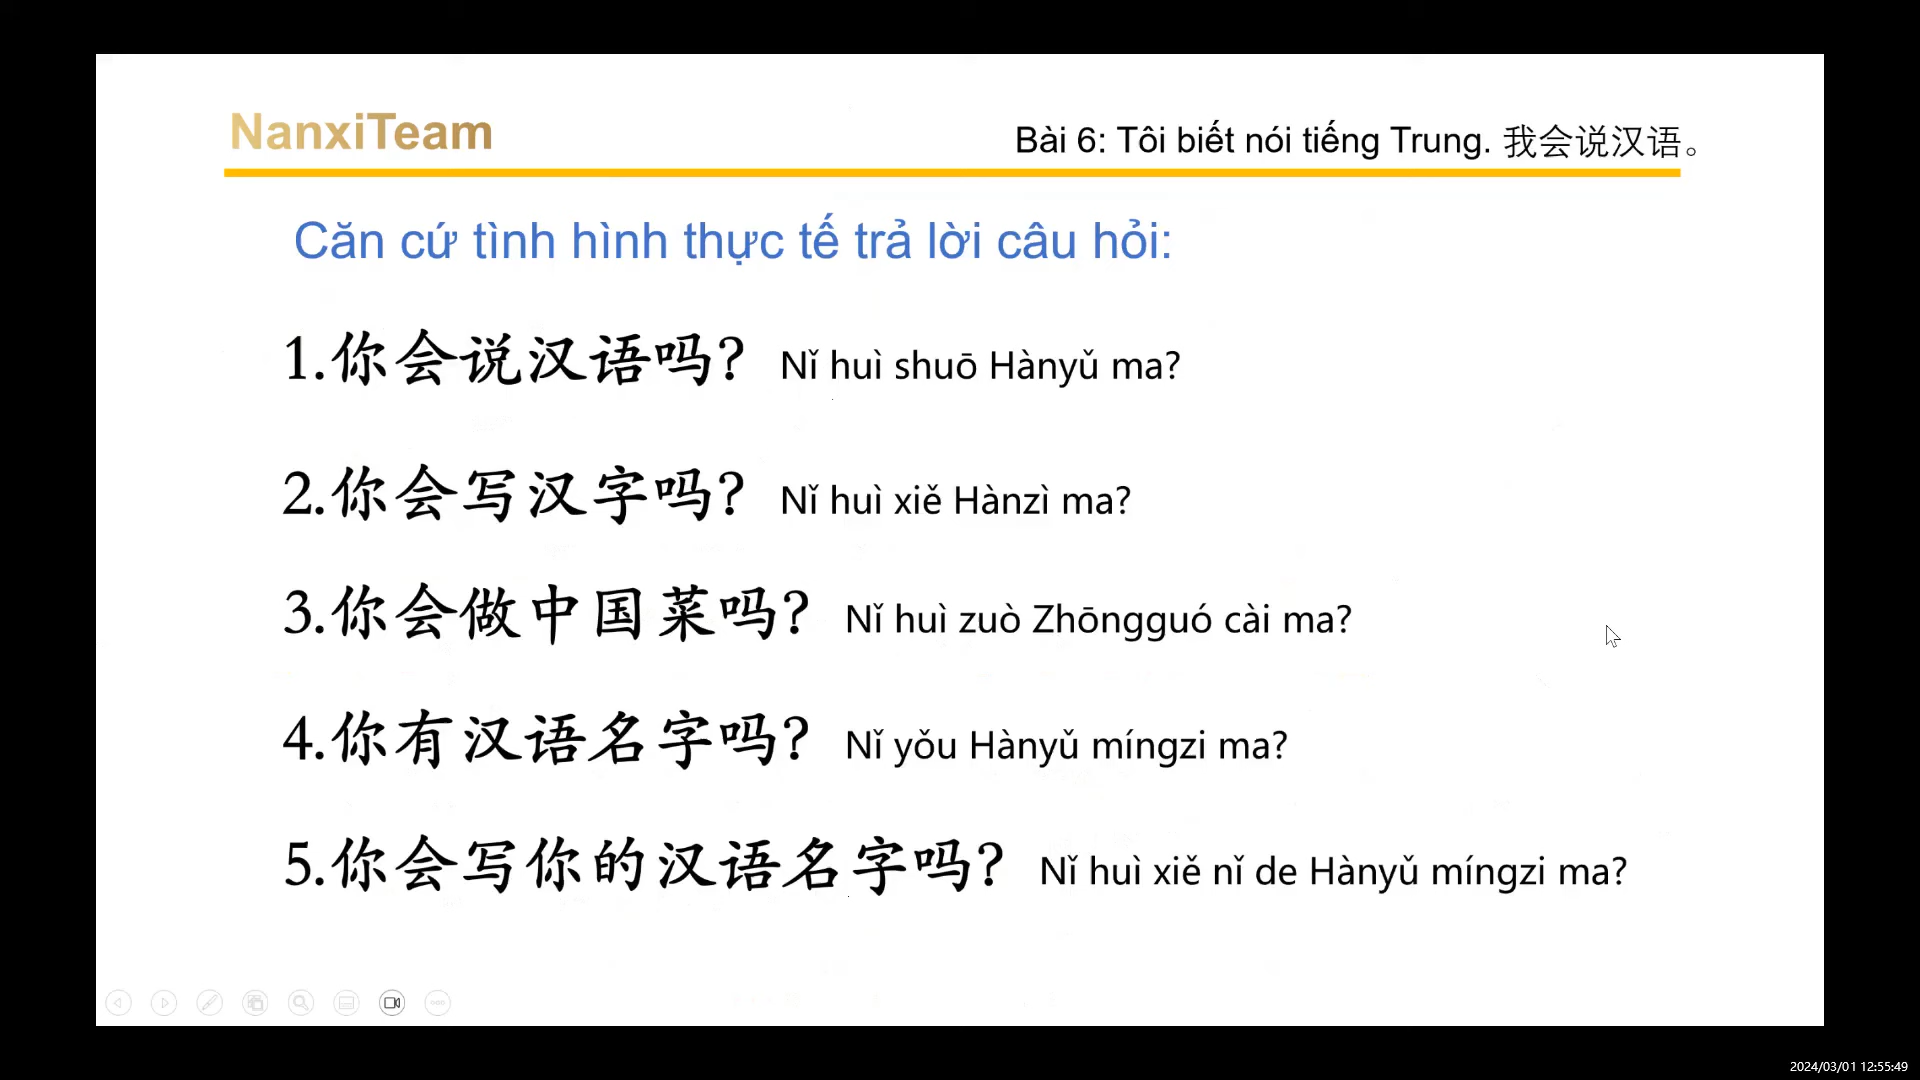 NanxiTeam
Bài 6: Tôi biết nói tiếng Trung. 我会说汉语。
Căn cứ tình hình thực tế trả lời câu hỏi:
1.你会说汉语吗? Nǐ huì shuō Hànyǔ ma?
2.你会写汉字吗? Nǐ huì xiě Hànzì ma?
3.你会做中国菜吗? Nǐ huì zuò Zhōngguó cài ma?
4.你有汉语名字吗? Nǐ yǒu Hànyǔ míngzi ma?
5.你会写你的汉语名字吗? Nǐ huì xiě nǐ de Hànyǔ míngzi ma?
2024/03/01 12:55:49